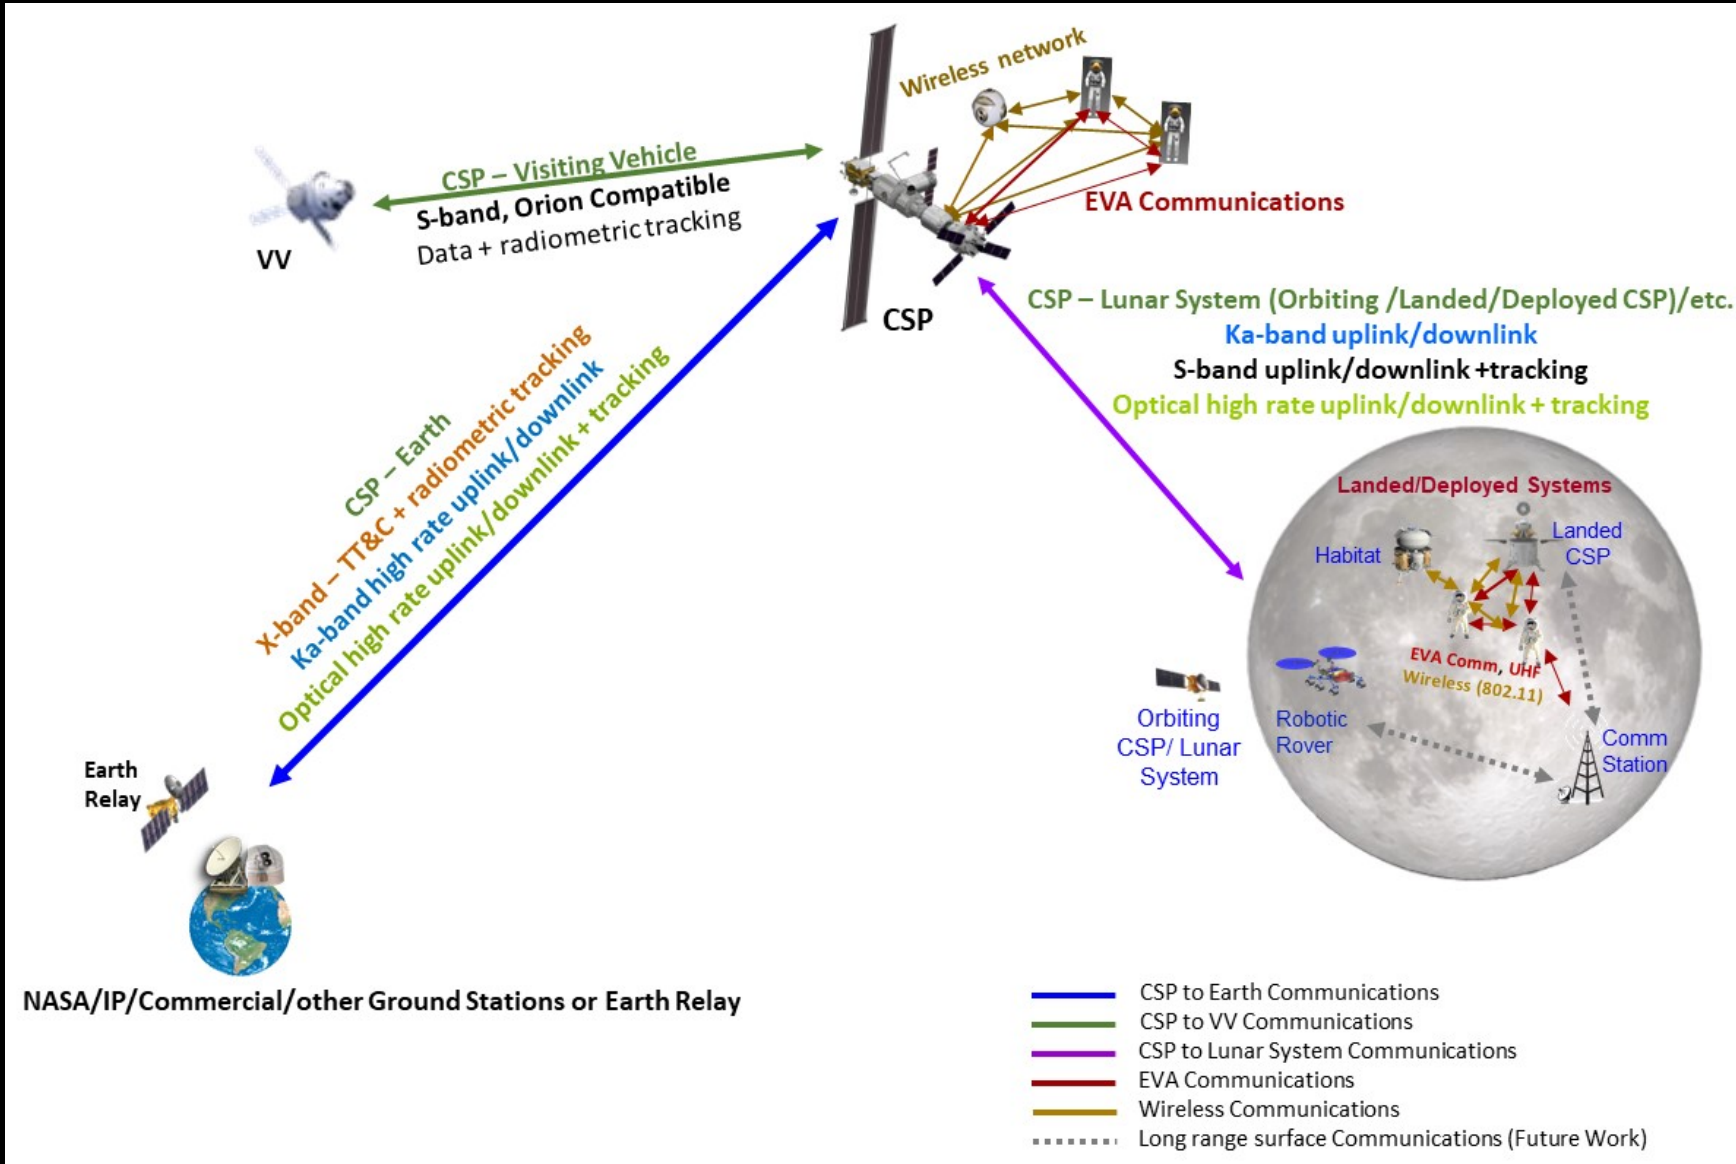 Wireless network
CSP – Visiting Vehicle
S-band, Orion Compatible
Data + radiometric tracking
VV
EVA Communications
CSP
CSP – Lunar System (Orbiting /Landed/Deployed CSP)/etc.
Ka-band uplink/downlink
S-band uplink/downlink +tracking
Optical high rate uplink/downlink + tracking
CSP – Earth
X-band – TT&C + radiometric tracking
Ka-band high rate uplink/downlink
Optical high rate uplink/downlink + tracking
Landed/Deployed Systems
Habitat
Landed
CSP
EVA Comm, UHF
Wireless (802.11)
Orbiting
CSP/ Lunar
System
Robotic
Rover
Comm
Station
Earth
Relay
NASA/IP/Commercial/other Ground Stations or Earth Relay
CSP to Earth Communications
CSP to VV Communications
CSP to Lunar System Communications
EVA Communications
Wireless Communications
Long range surface Communications (Future Work)